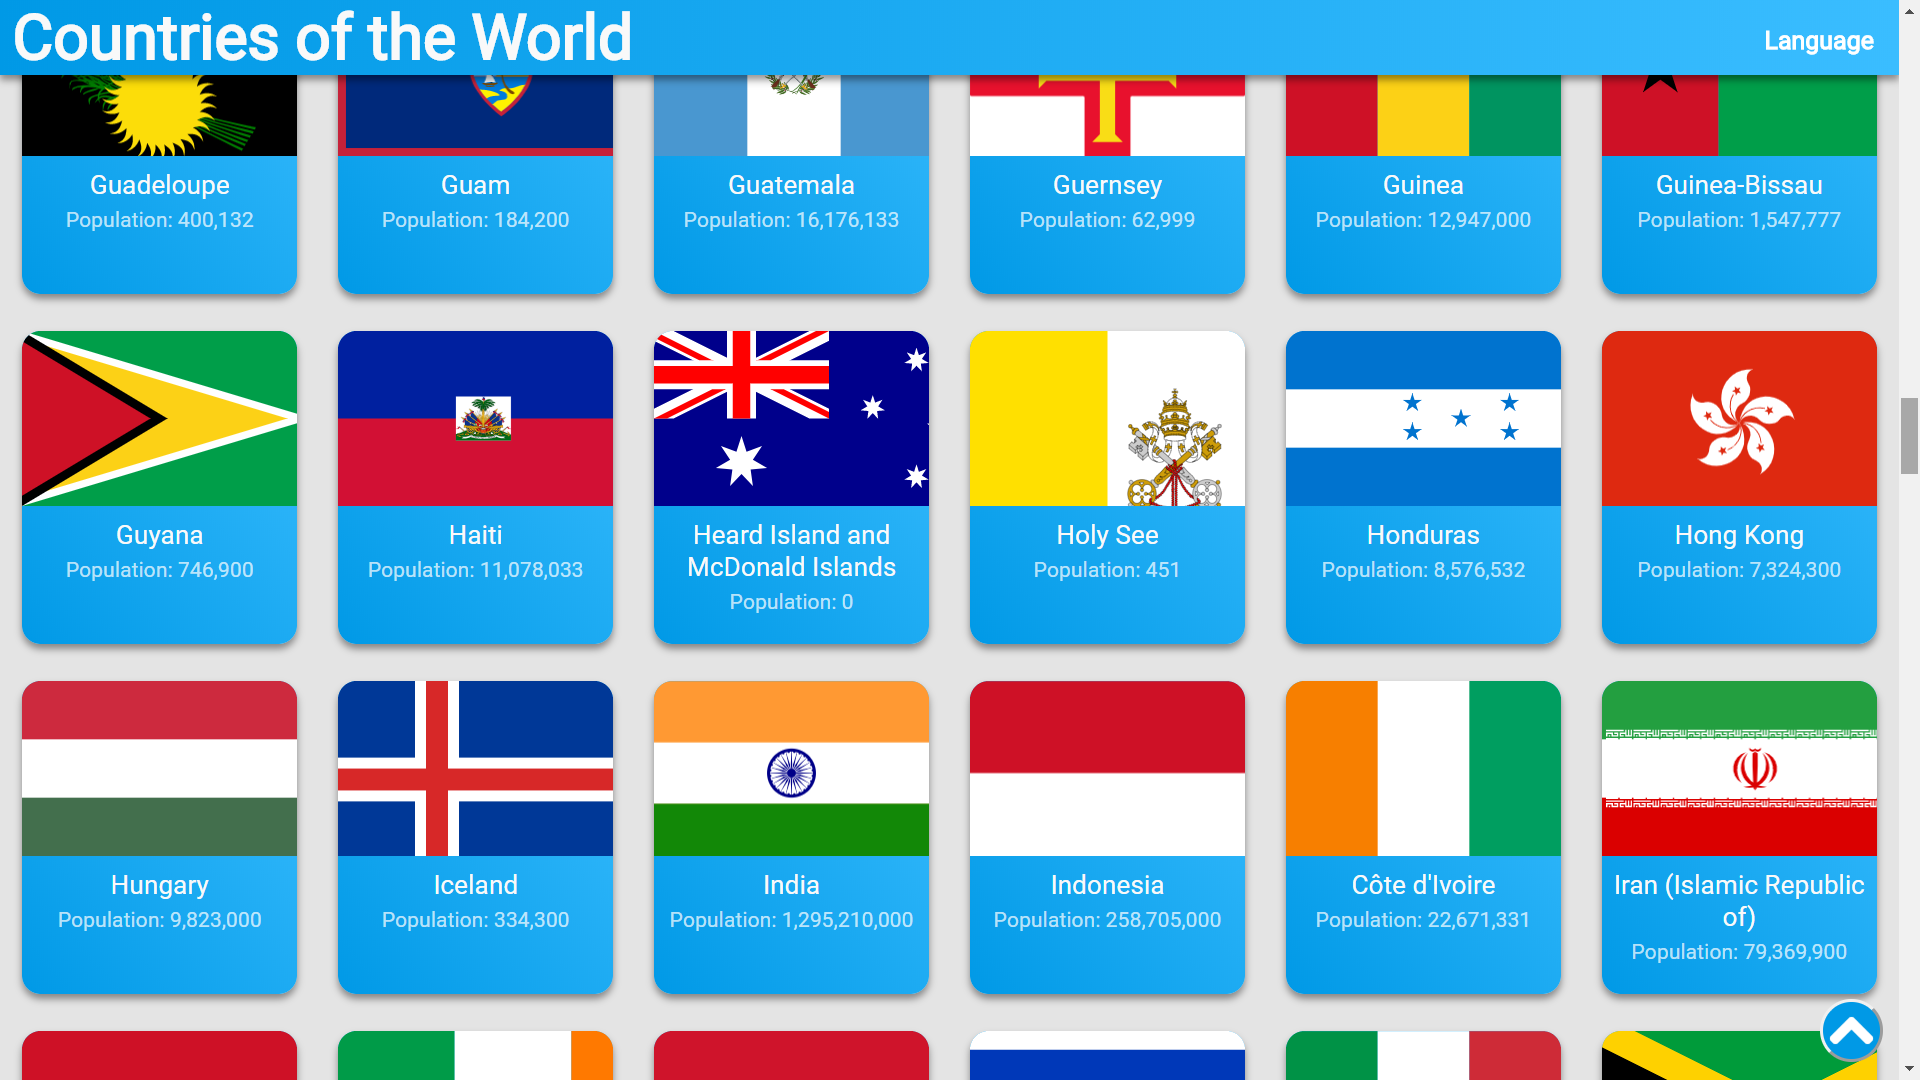 Countries of the World
Language
Guadeloupe
Population: 400,132
Guam
Population: 184,200
Guatemala
Population: 16,176,133
Guernsey
Population: 62,999
Guinea
Population: 12,947,000
Guinea-Bissau
Population: 1,547,777
Guyana
Population: 746,900
Haiti
Population: 11,078,033
Heard Island and
McDonald Islands
Population: 0
Holy See
Population: 451
Honduras
Population: 8,576,532
Hong Kong
Population: 7,324,300
Hungary
Population: 9,823,000
Iceland
Population: 334,300
India
Population: 1,295,210,000
Indonesia
Population: 258,705,000
Côte d'Ivoire
Population: 22,671,331
Iran (Islamic Republic
of)
Population: 79,369,900